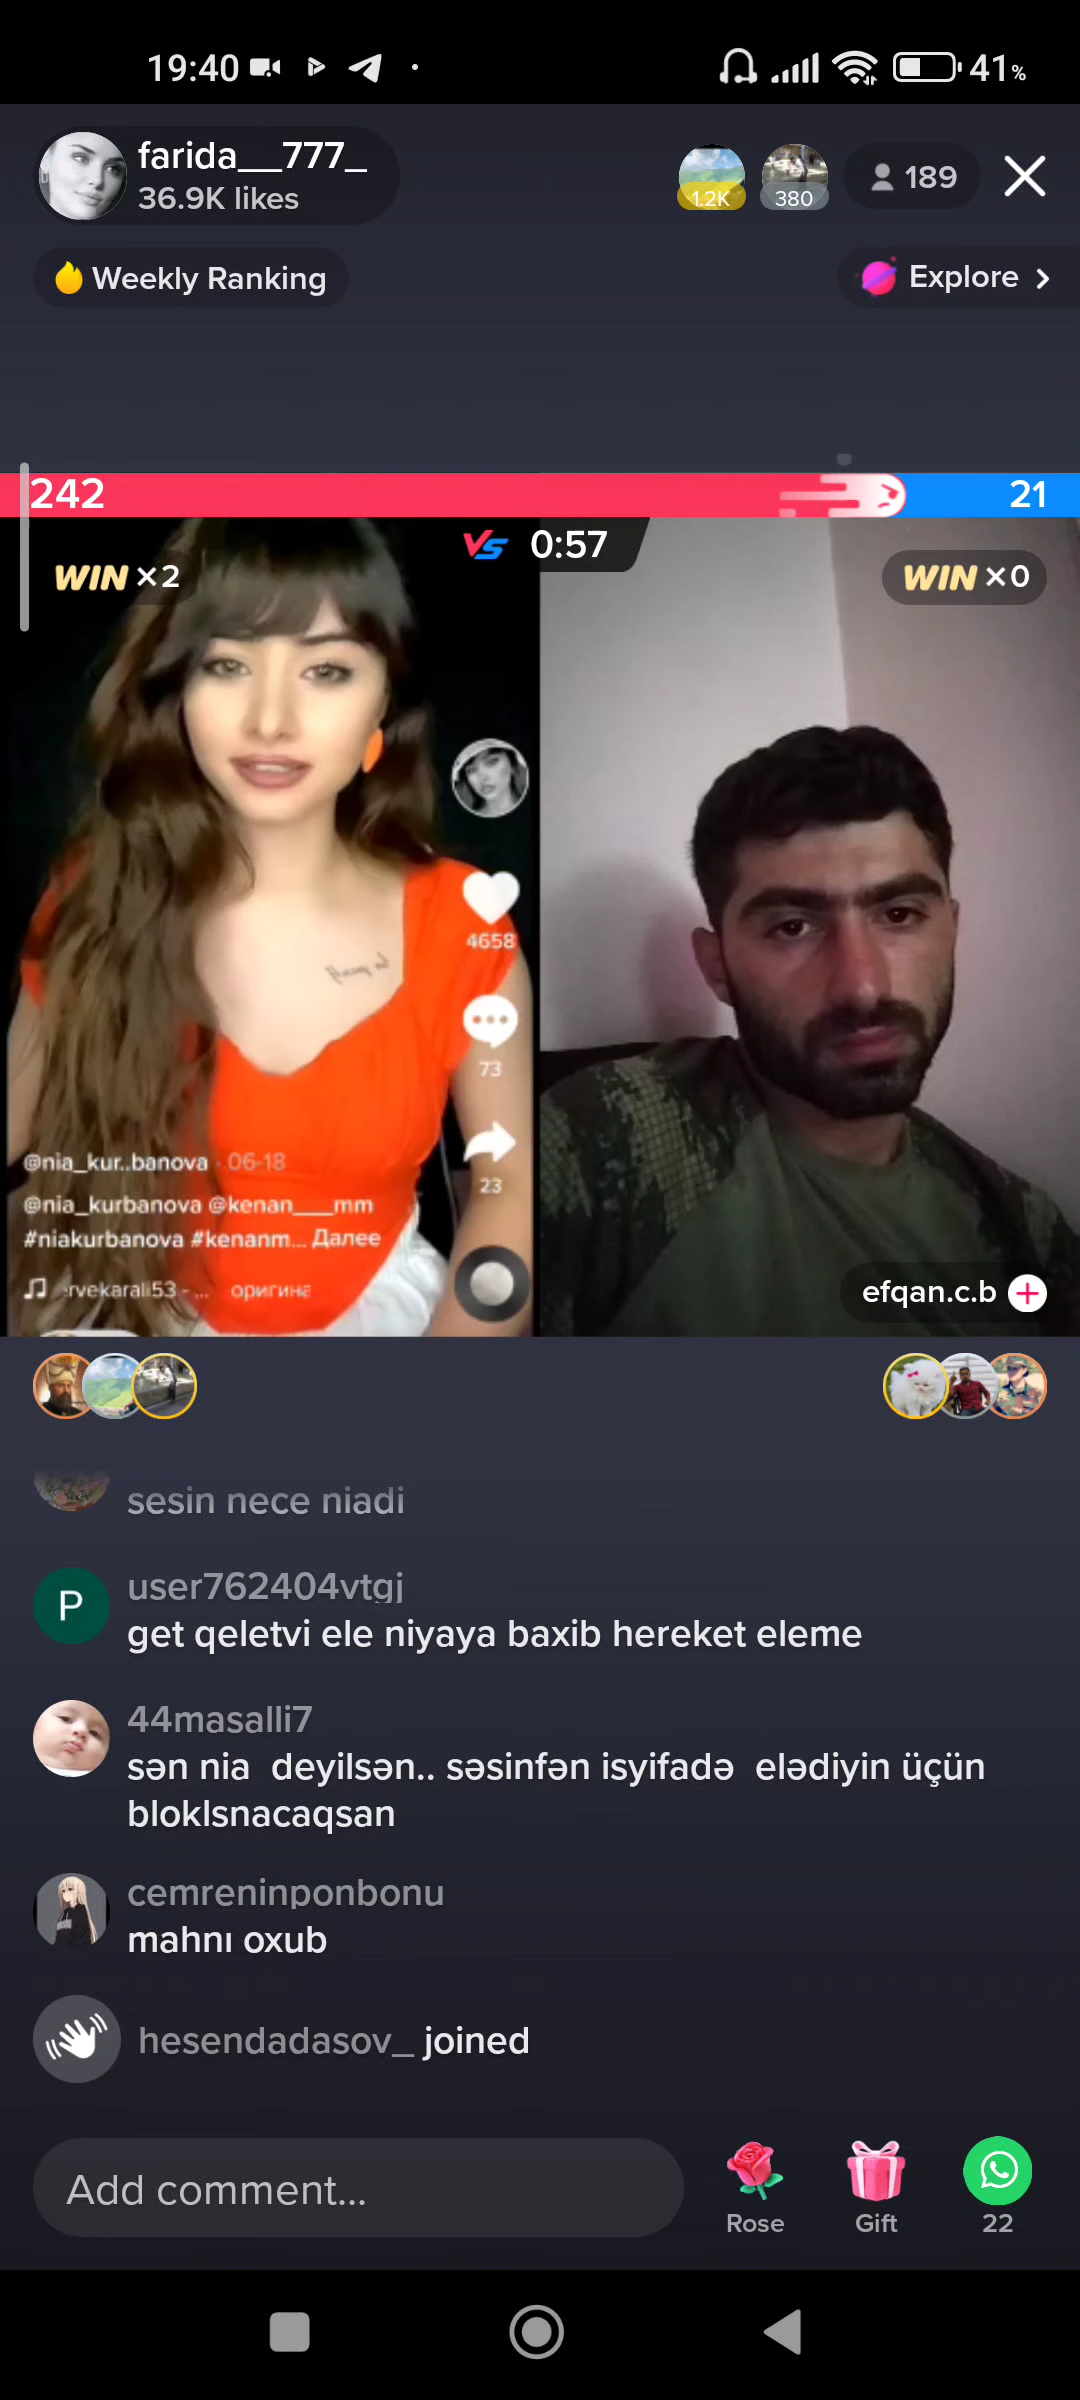 19:40
41%
farida__777_
36.9K likes
1.2K
380
189
Weekly Ranking
Explore
242
21
VS 0:57
WIN ×2
WIN ×0
4658
73
23
@nia_kur..banova · 06-18
@nia_kurbanova @kenan___mm
#niakurbanova #kenanm... Далее
rvekarali53 - ... оригина
efqan.c.b
sesin nece niadi
P
user762404vtgj
get qeletvi ele niyaya baxib hereket eleme
44masalli7
sən nia deyilsən.. səsinfən isyifadə elədiyin üçün
bloklsnacaqsan
cemreninponbonu
mahnı oxub
hesendadasov_ joined
Add comment...
Rose
Gift
22